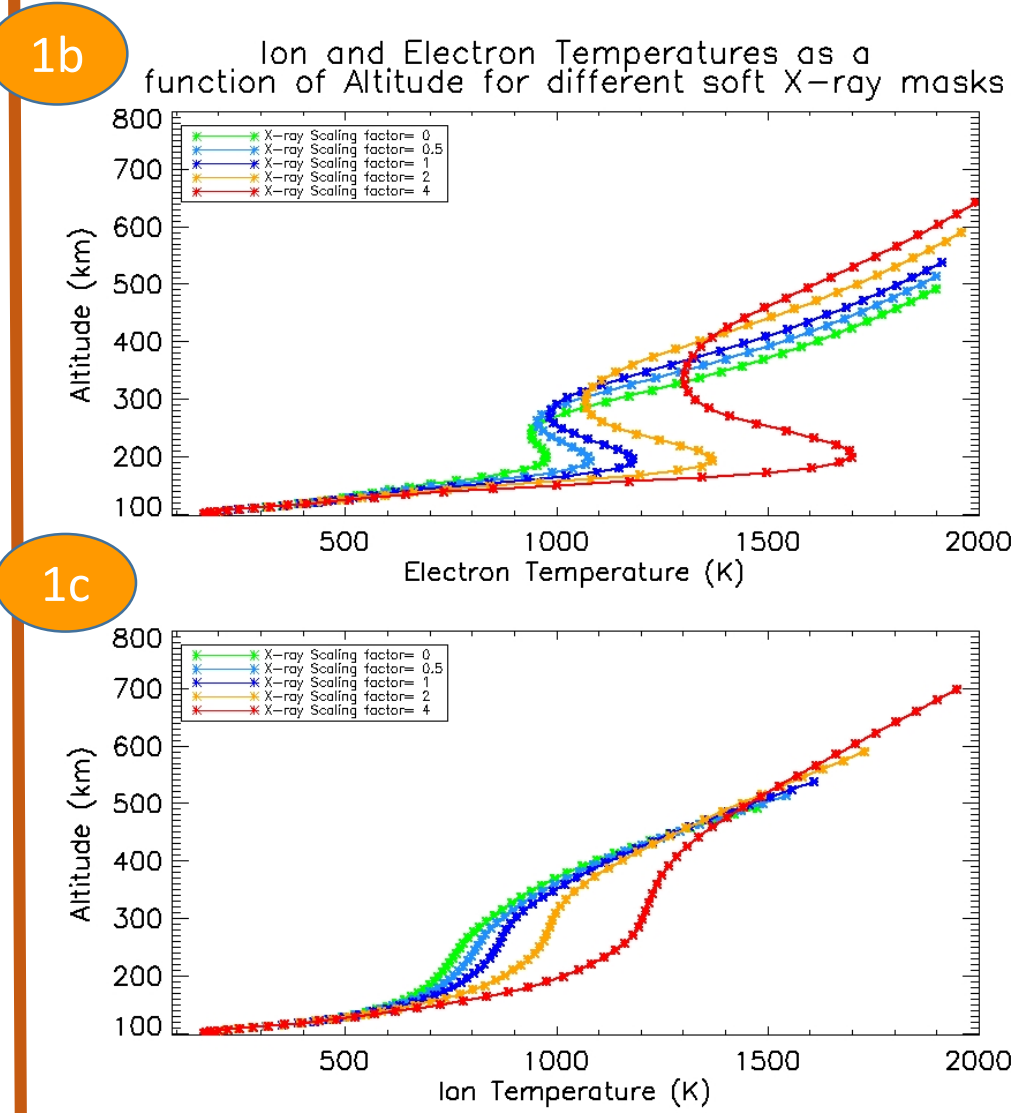 1b
Ion and Electron Temperatures as a
function of Altitude for different soft X-ray masks
800
700
600
500
400
300
200
100
Altitude (km)
X-ray Scaling factor= 0
X-ray Scaling factor= 0.5
X-ray Scaling factor= 1
X-ray Scaling factor= 2
X-ray Scaling factor= 4
500 1000 1500 2000
Electron Temperature (K)
1c
800
700
600
500
400
300
200
100
Altitude (km)
X-ray Scaling factor= 0
X-ray Scaling factor= 0.5
X-ray Scaling factor= 1
X-ray Scaling factor= 2
X-ray Scaling factor= 4
500 1000 1500 2000
Ion Temperature (K)